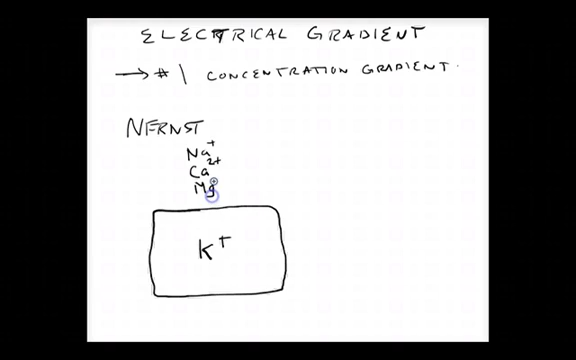 ELECTRICAL GRADIENT
→ #1 CONCENTRATION GRADIENT.
NERNST
Na⁺
Ca²⁺
Mg
K⁺